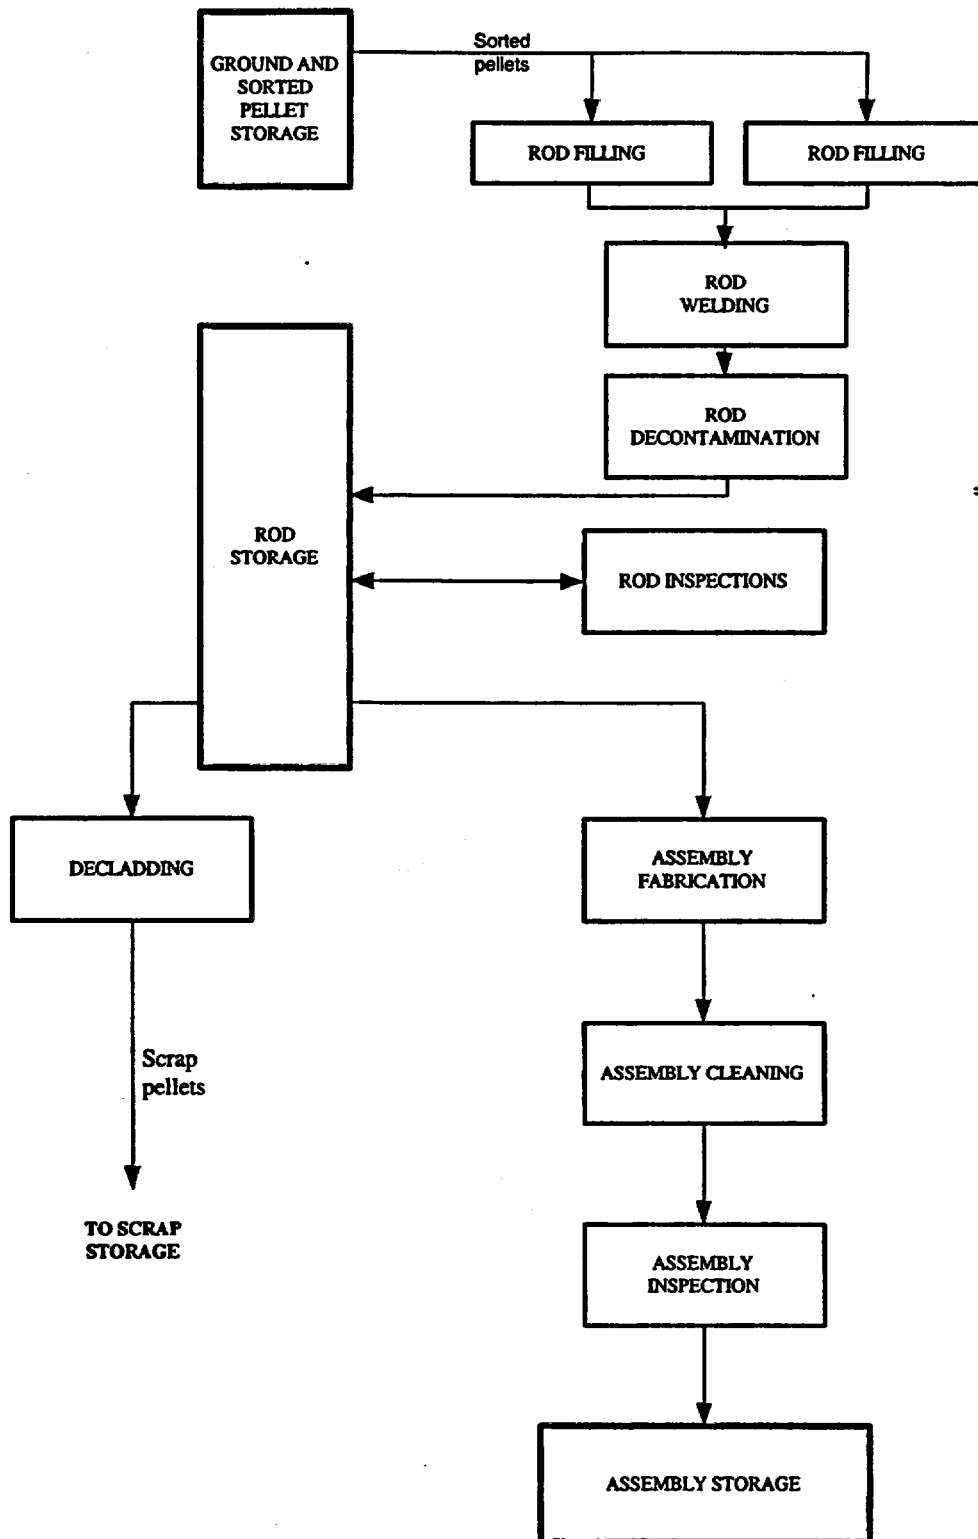 GROUND AND
SORTED
PELLET
STORAGE
Sorted
pellets
ROD FILLING
ROD FILLING
ROD
WELDING
ROD
DECONTAMINATION
ROD
STORAGE
ROD INSPECTIONS
DECLADDING
ASSEMBLY
FABRICATION
Scrap
pellets
ASSEMBLY CLEANING
TO SCRAP
STORAGE
ASSEMBLY
INSPECTION
ASSEMBLY STORAGE